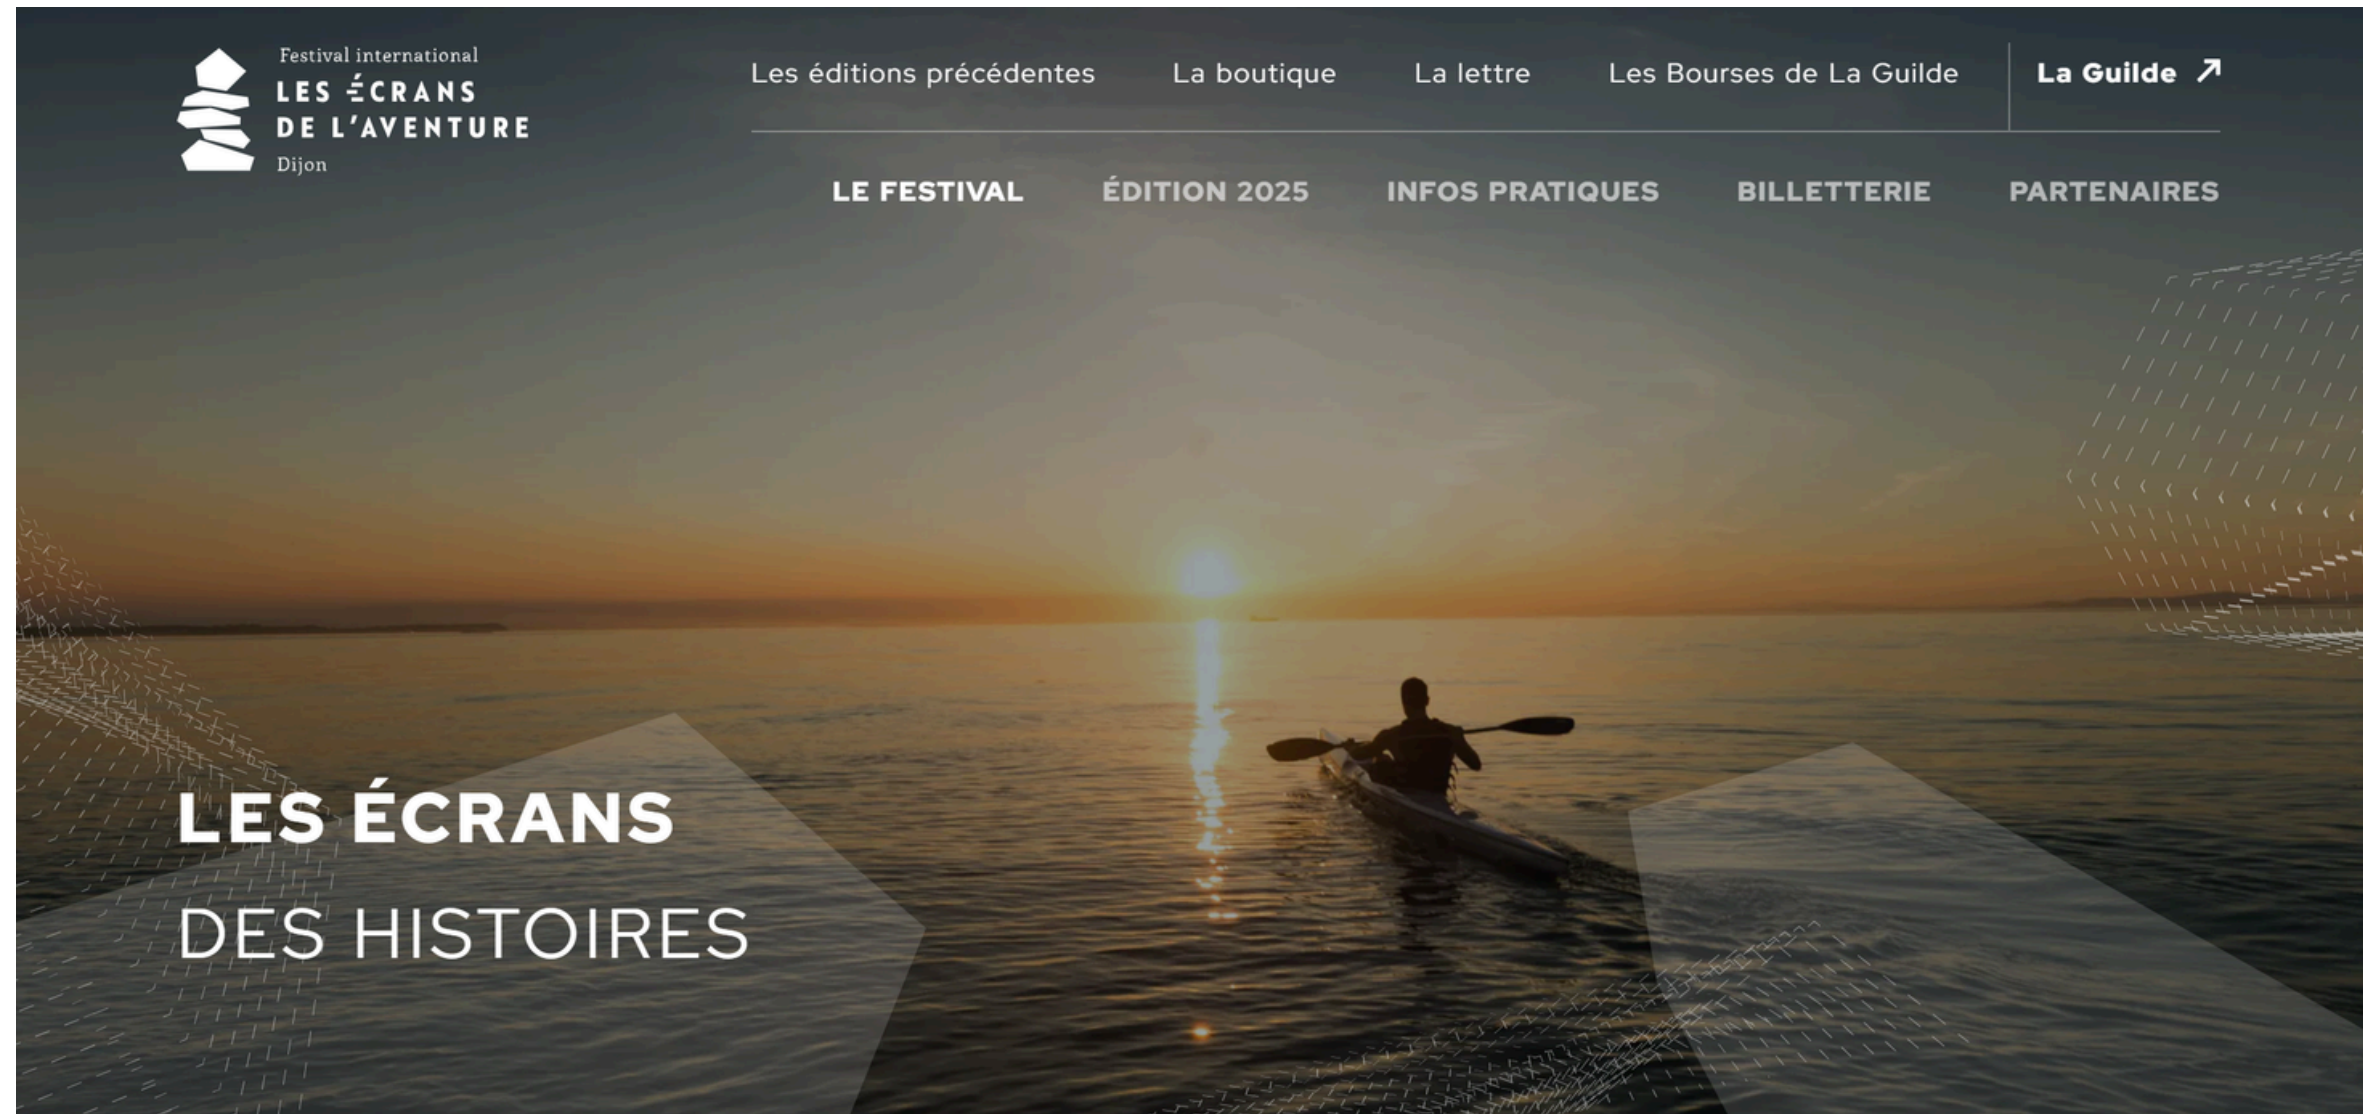 Festival international
LES ÉCRANS
DE L'AVENTURE
Dijon
Les éditions précédentes
La boutique
La lettre
Les Bourses de La Guilde
La Guilde
LE FESTIVAL
ÉDITION 2025
INFOS PRATIQUES
BILLETTERIE
PARTENAIRES
LES ÉCRANS
DES HISTOIRES